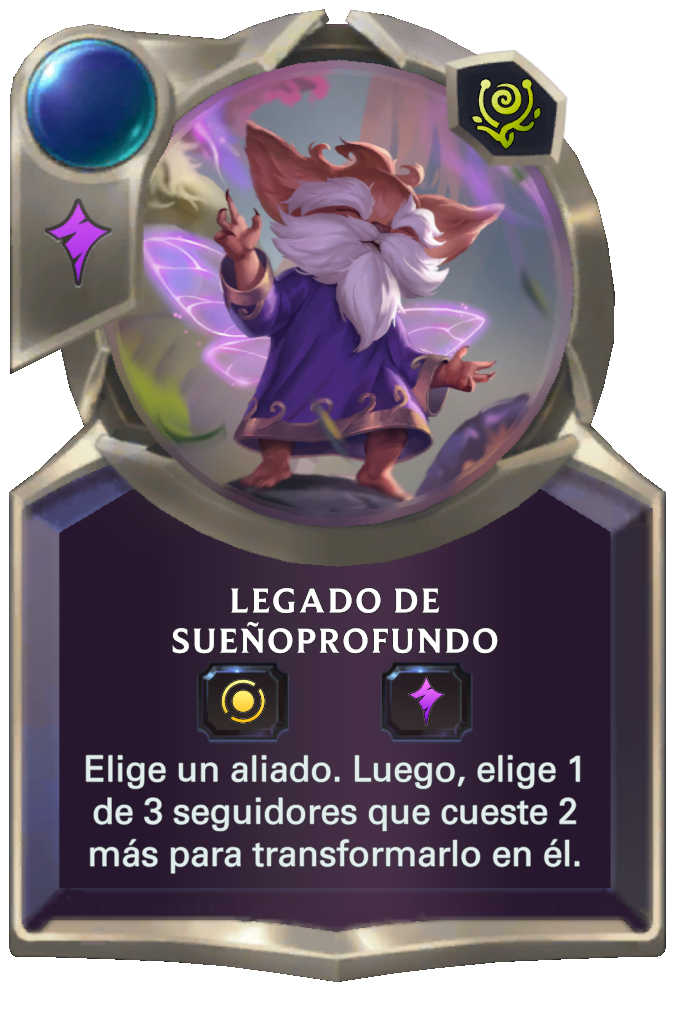 LEGADO DE
SUEÑOPROFUNDO
Elige un aliado. Luego, elige 1
de 3 seguidores que cueste 2
más para transformarlo en él.